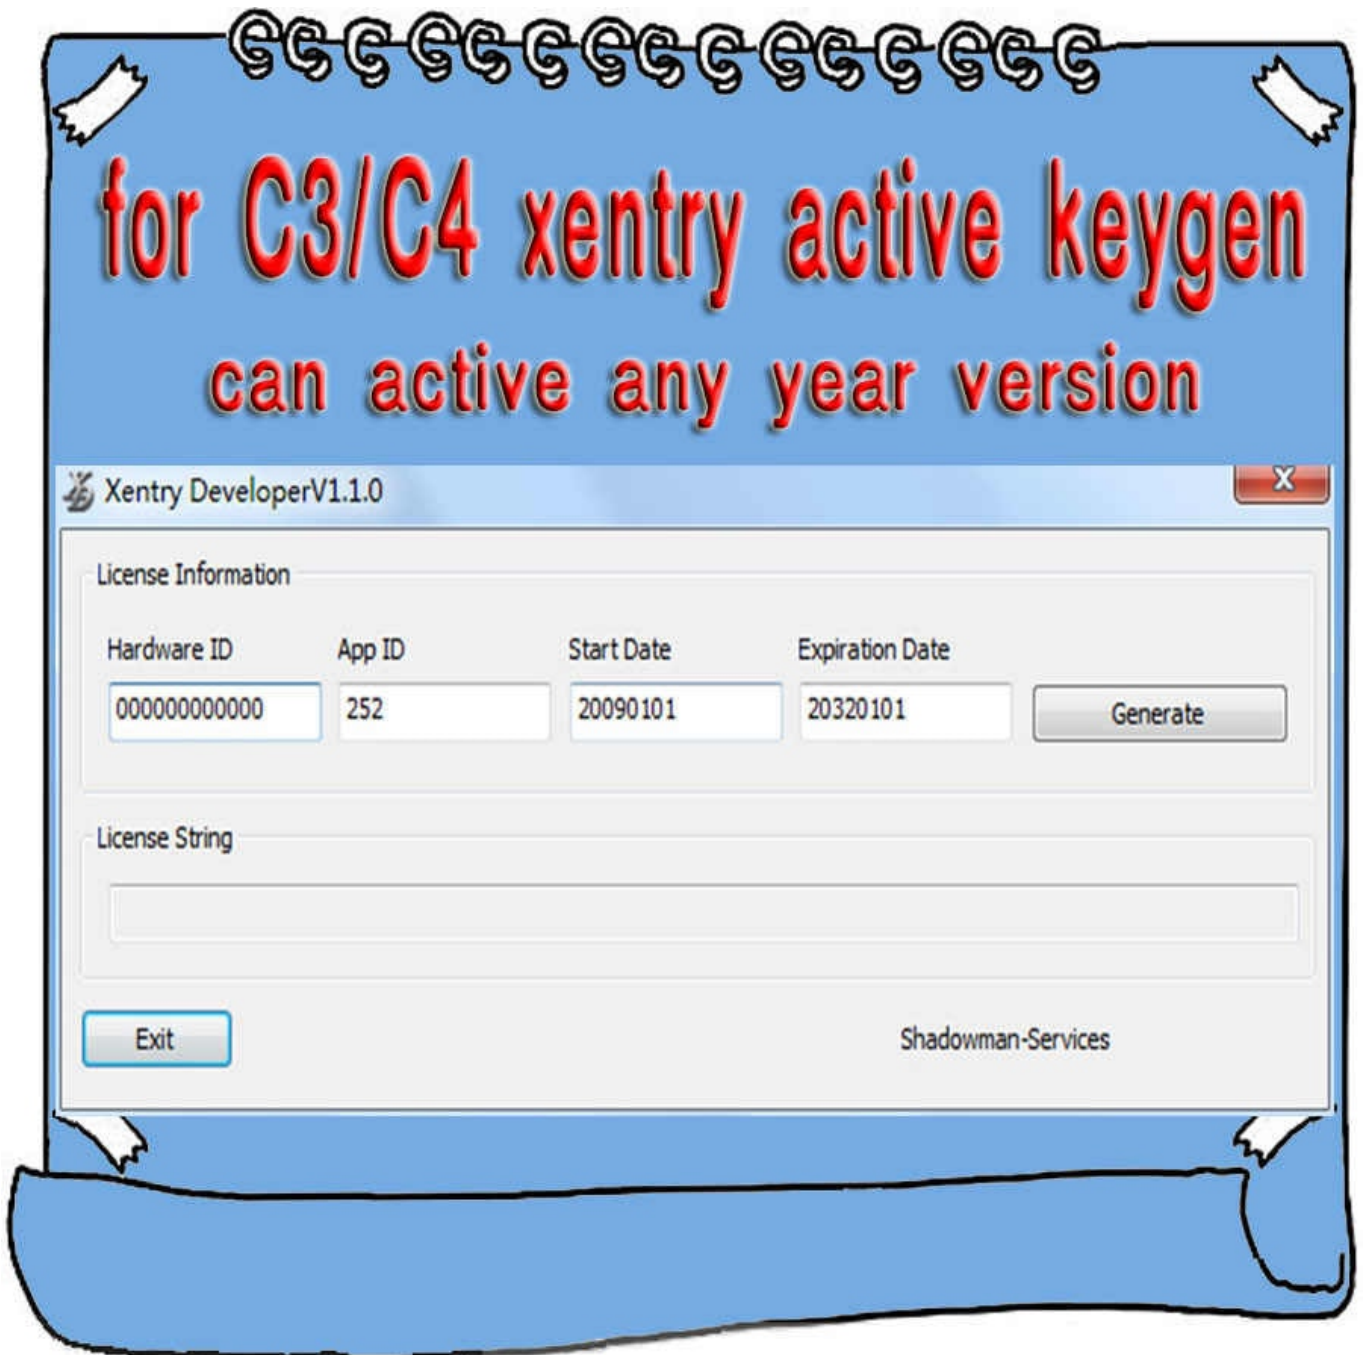 for C3/C4 xentry active keygen
can active any year version
Xentry DeveloperV1.1.0
License Information
Hardware ID App ID Start Date Expiration Date
000000000000 252 20090101 20320101 Generate
License String
Exit Shadowman-Services